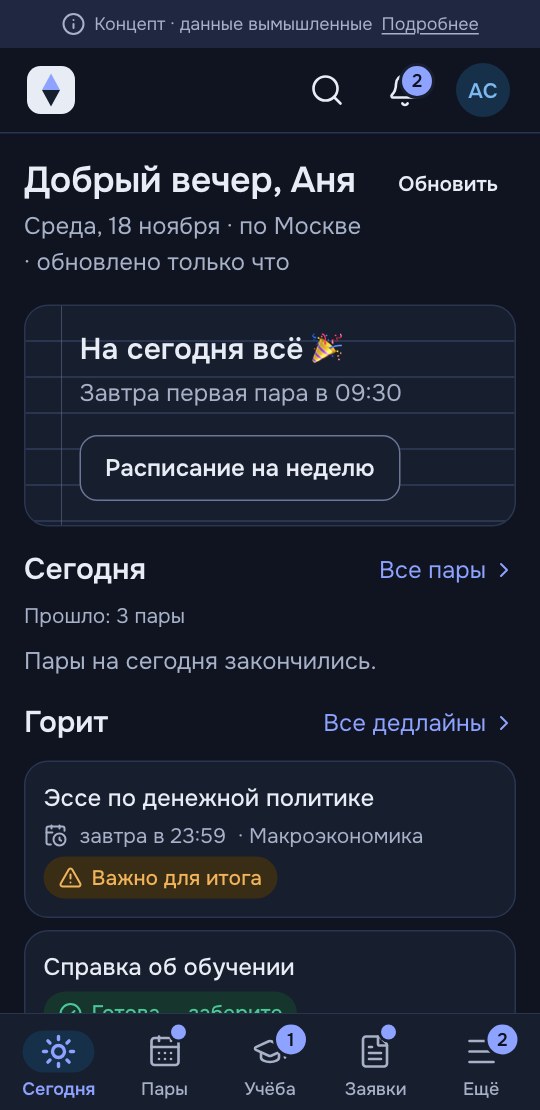 Концепт · данные вымышленные Подробнее
2
АС
Добрый вечер, Аня
Обновить
Среда, 18 ноября · по Москве
· обновлено только что
На сегодня всё 🎉
Завтра первая пара в 09:30
Расписание на неделю
Сегодня
Все пары
Прошло: 3 пары
Пары на сегодня закончились.
Горит
Все дедлайны
Эссе по денежной политике
завтра в 23:59 · Макроэкономика
Важно для итога
Справка об обучении
Готова — заберите
1
2
Сегодня
Пары
Учёба
Заявки
Ещё